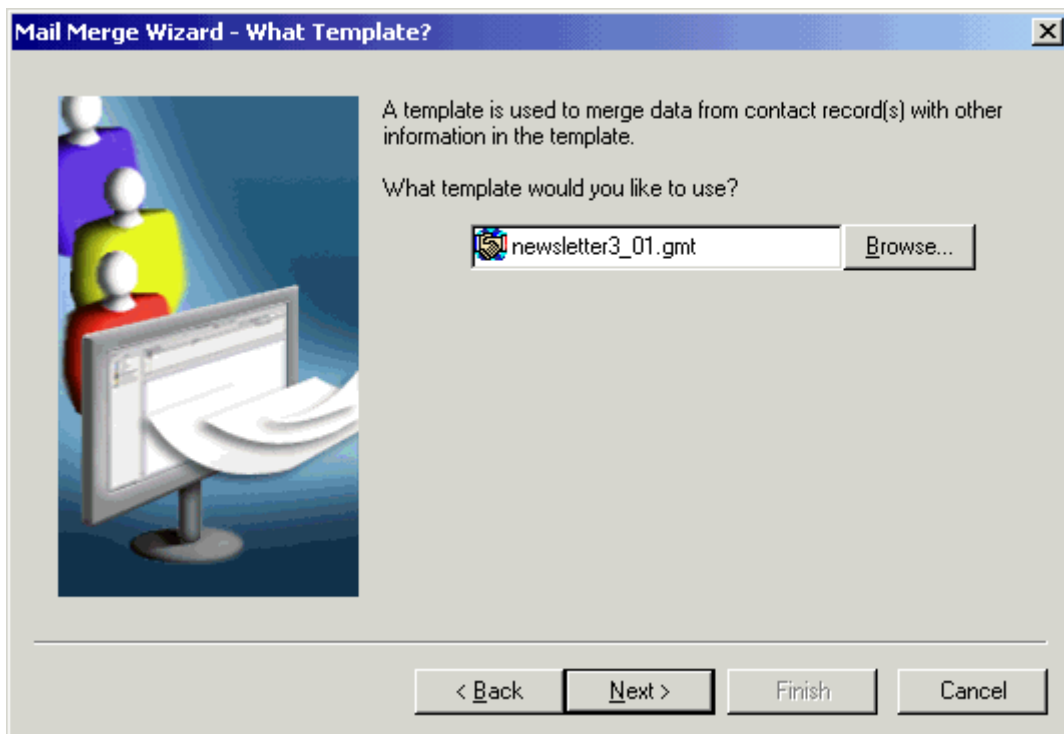 Mail Merge Wizard - What Template?
A template is used to merge data from contact record(s) with other
information in the template.
What template would you like to use?
newsletter3_01.gmt
Browse...
< Back
Next >
Finish
Cancel